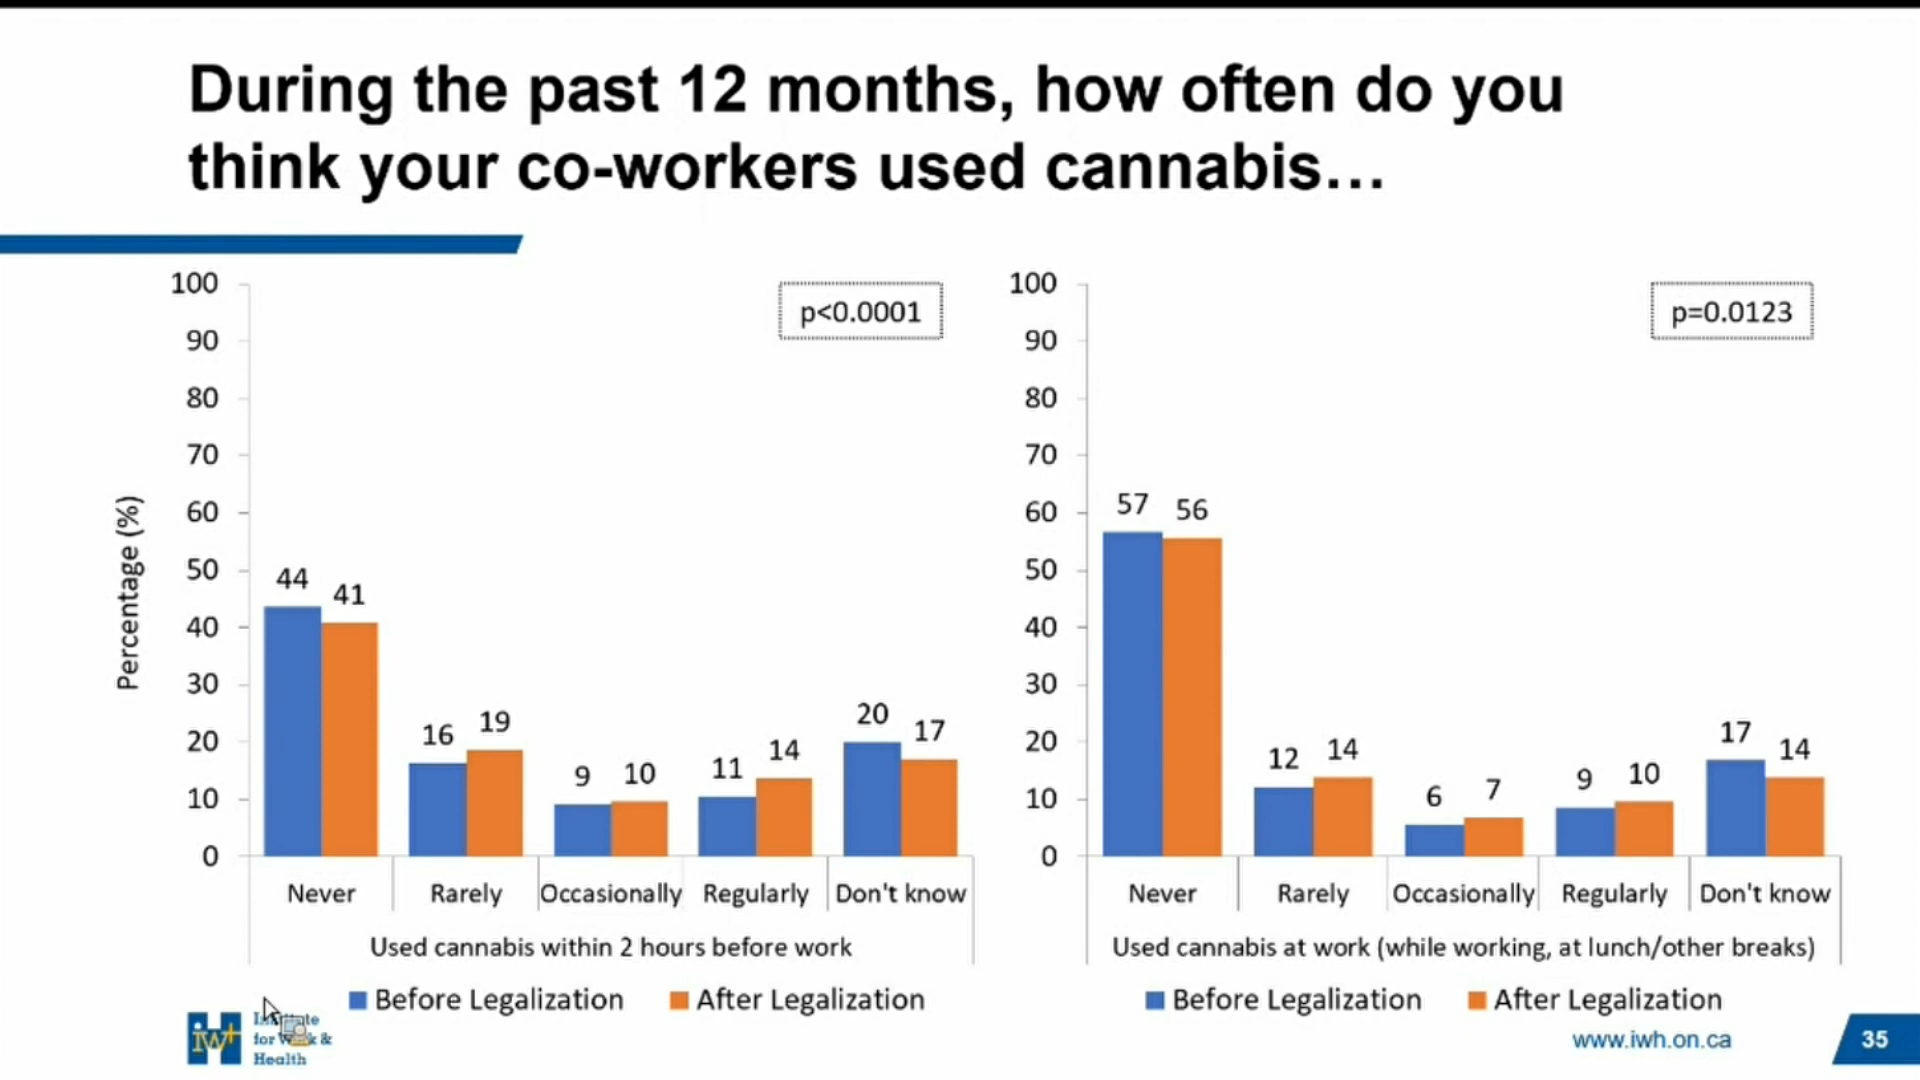 During the past 12 months, how often do you
think your co-workers used cannabis…
Percentage (%)
100
90
80
70
60
50
40
30
20
10
0
p<0.0001
44
41
16
19
9
10
11
14
20
17
Never
Rarely
Occasionally
Regularly
Don't know
Used cannabis within 2 hours before work
Before Legalization
After Legalization
100
90
80
70
60
50
40
30
20
10
0
p=0.0123
57
56
12
14
6
7
9
10
17
14
Never
Rarely
Occasionally
Regularly
Don't know
Used cannabis at work (while working, at lunch/other breaks)
Before Legalization
After Legalization
iwh
Institute
for Work &
Health
www.iwh.on.ca
35